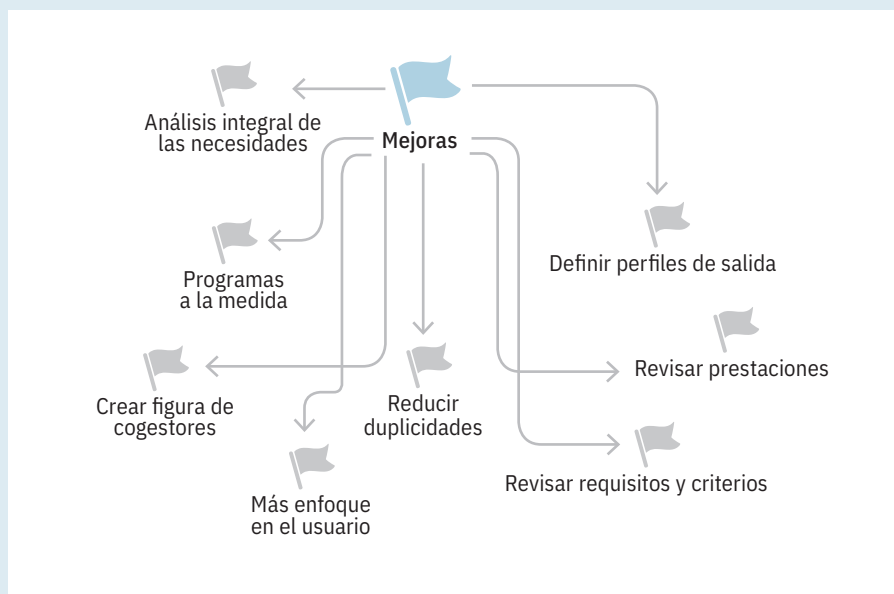 Mejoras
Análisis integral de
las necesidades
Programas
a la medida
Crear figura de
cogestores
Más enfoque
en el usuario
Reducir
duplicidades
Definir perfiles de salida
Revisar prestaciones
Revisar requisitos y criterios